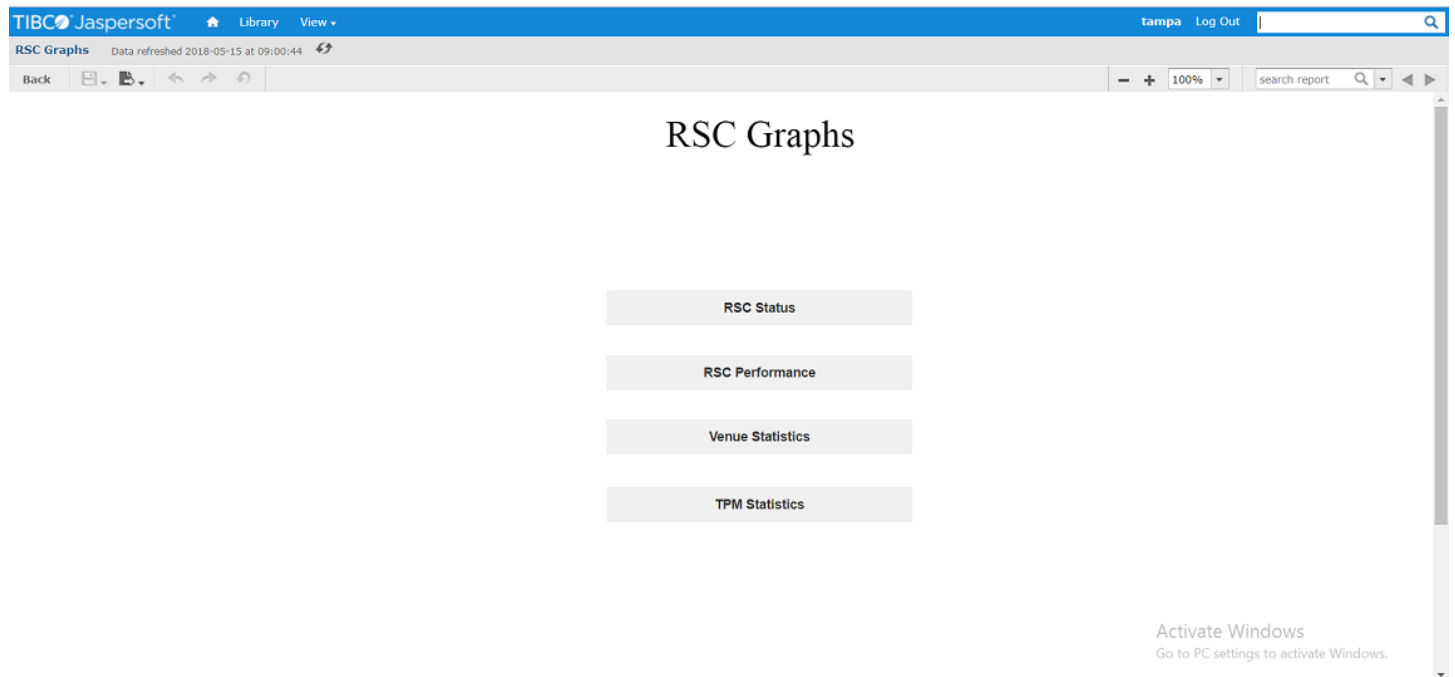 TIBCO Jaspersoft Library View tampa Log Out
RSC Graphs Data refreshed 2018-05-15 at 09:00:44
Back 100% search report
RSC Graphs
RSC Status
RSC Performance
Venue Statistics
TPM Statistics
Activate Windows
Go to PC settings to activate Windows.